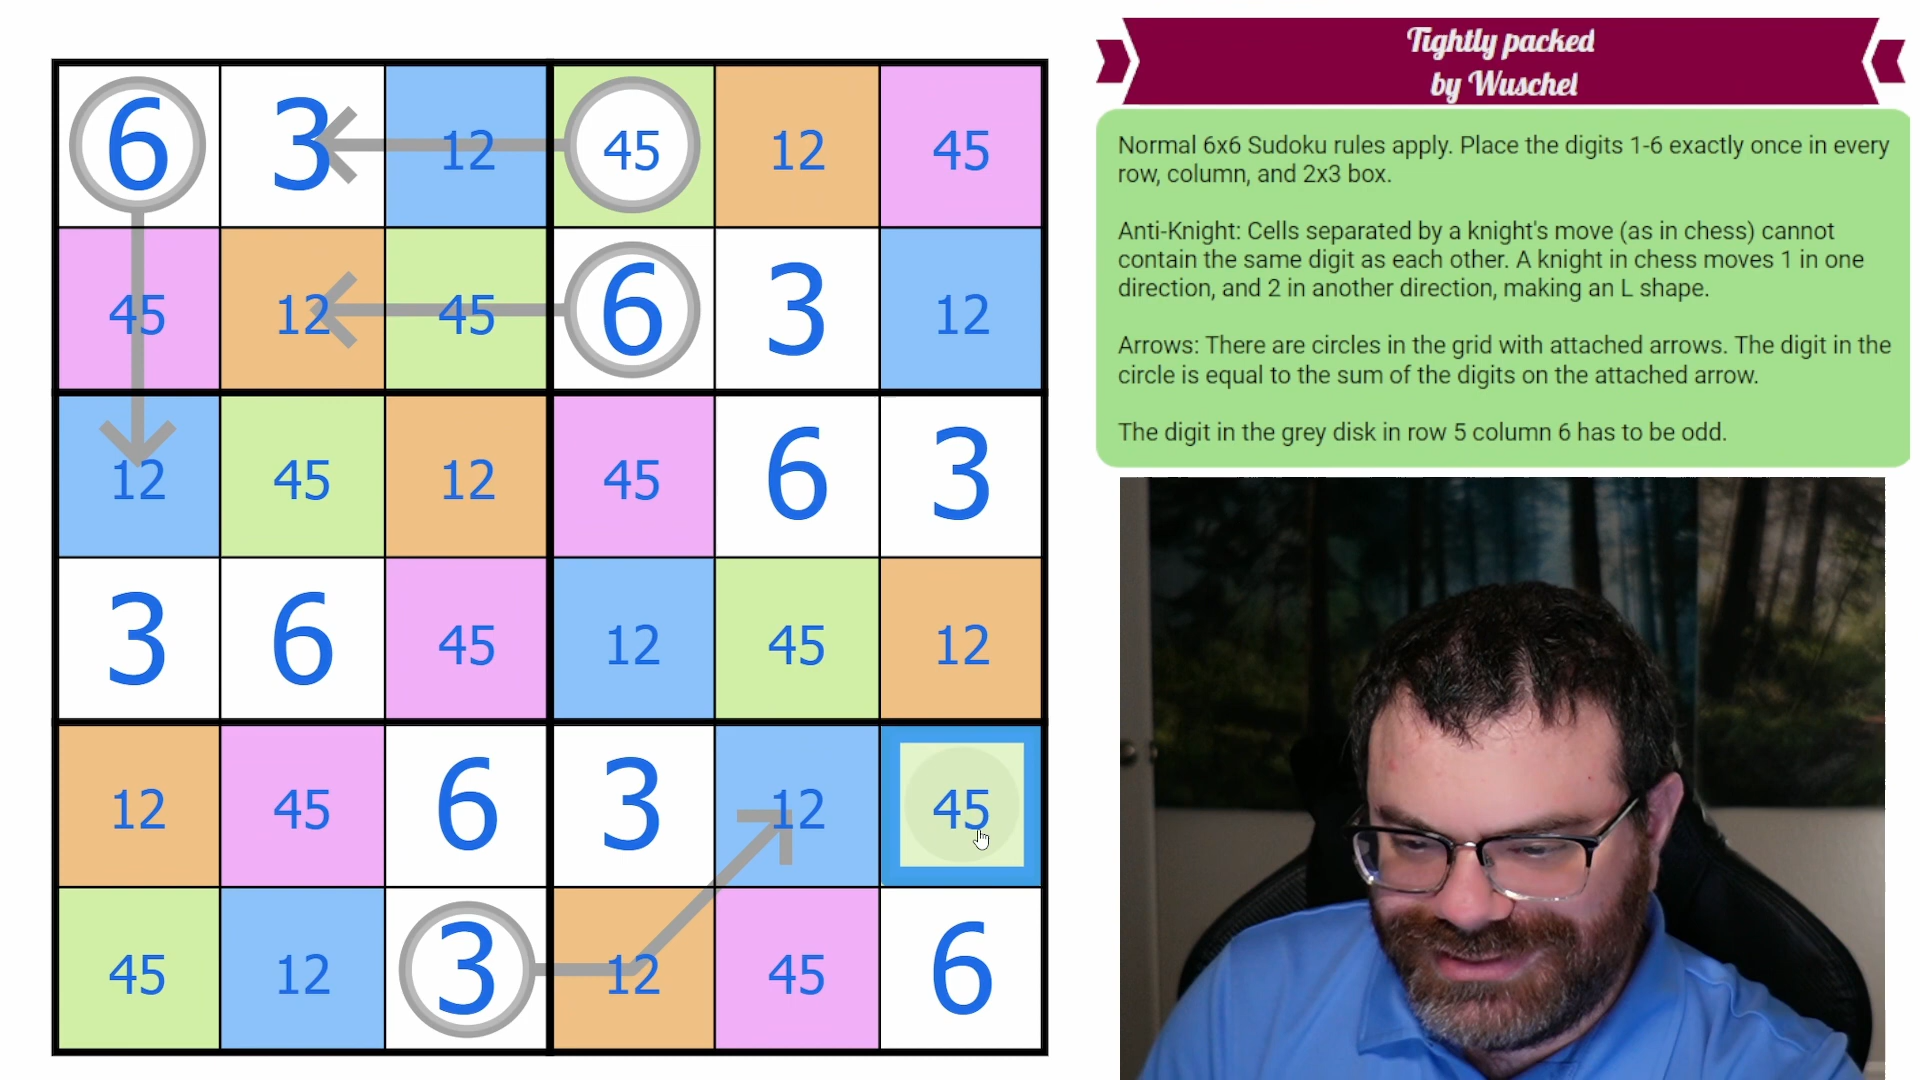 Tightly packed
by Wuschel
Normal 6x6 Sudoku rules apply. Place the digits 1-6 exactly once in every
row, column, and 2x3 box.
Anti-Knight: Cells separated by a knight's move (as in chess) cannot
contain the same digit as each other. A knight in chess moves 1 in one
direction, and 2 in another direction, making an L shape.
Arrows: There are circles in the grid with attached arrows. The digit in the
circle is equal to the sum of the digits on the attached arrow.
The digit in the grey disk in row 5 column 6 has to be odd.
6 3 12 45 12 45
45 12 45 6 3 12
12 45 12 45 6 3
3 6 45 12 45 12
12 45 6 3 12 45
45 12 3 12 45 6